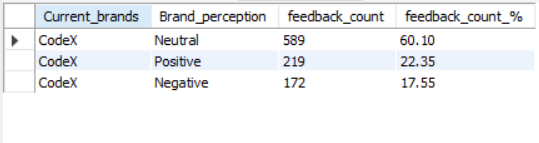 Current_brands Brand_perception feedback_count feedback_count_%
CodeX Neutral 589 60.10
CodeX Positive 219 22.35
CodeX Negative 172 17.55